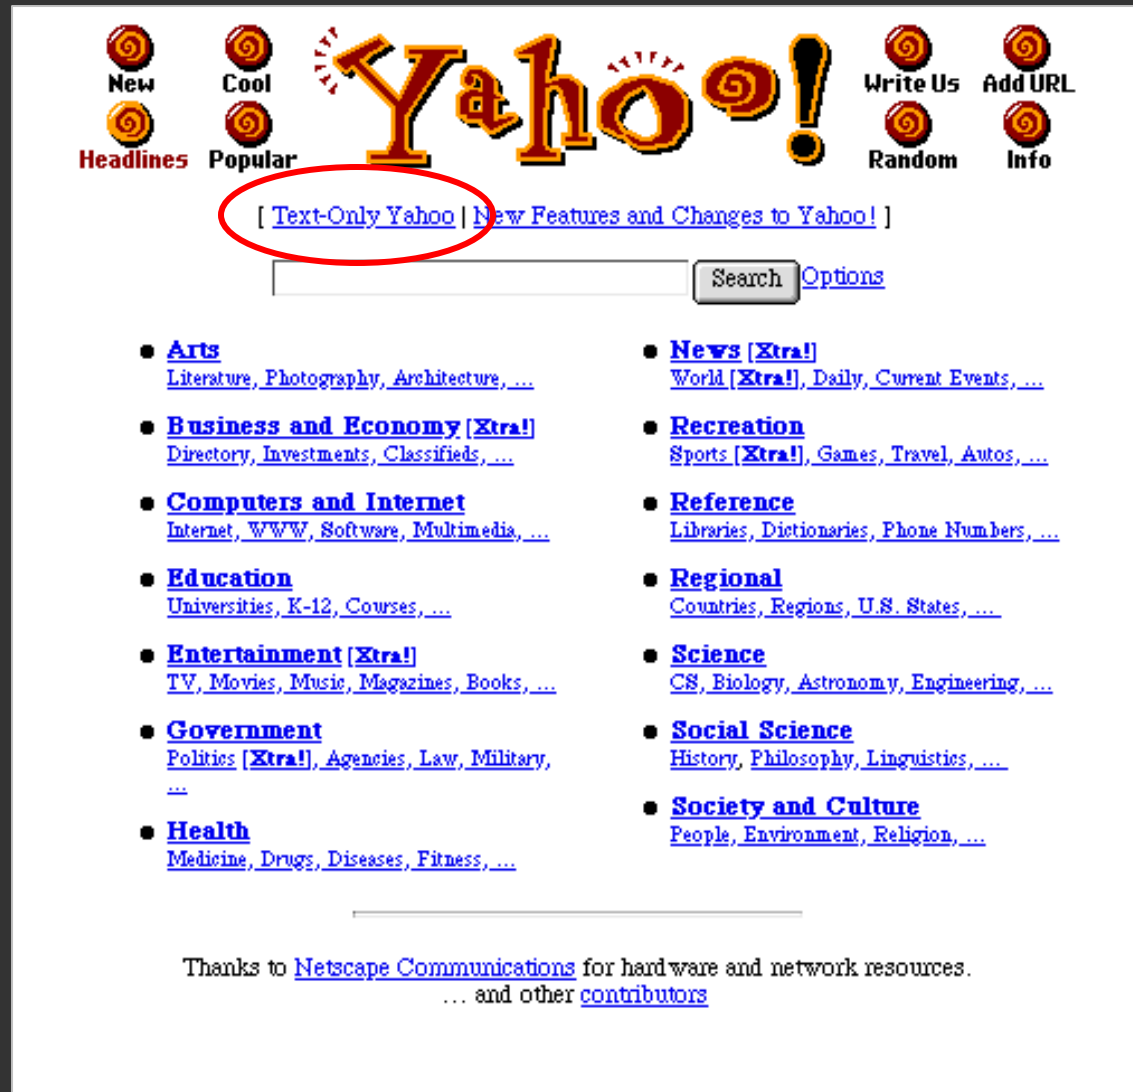 New Cool Yahoo! Write Us Add URL
Headlines Popular Random Info
[ Text-Only Yahoo | New Features and Changes to Yahoo! ]
Search Options
Arts
Literature, Photography, Architecture, ...
Business and Economy [Xtra!]
Directory, Investments, Classifieds, ...
Computers and Internet
Internet, WWW, Software, Multimedia, ...
Education
Universities, K-12, Courses, ...
Entertainment [Xtra!]
TV, Movies, Music, Magazines, Books, ...
Government
Politics [Xtra!], Agencies, Law, Military,
...
Health
Medicine, Drugs, Diseases, Fitness, ...
News [Xtra!]
World [Xtra!], Daily, Current Events, ...
Recreation
Sports [Xtra!], Games, Travel, Autos, ...
Reference
Libraries, Dictionaries, Phone Numbers, ...
Regional
Countries, Regions, U.S. States, ...
Science
CS, Biology, Astronomy, Engineering, ...
Social Science
History, Philosophy, Linguistics, ...
Society and Culture
People, Environment, Religion, ...
Thanks to Netscape Communications for hardware and network resources.
... and other contributors